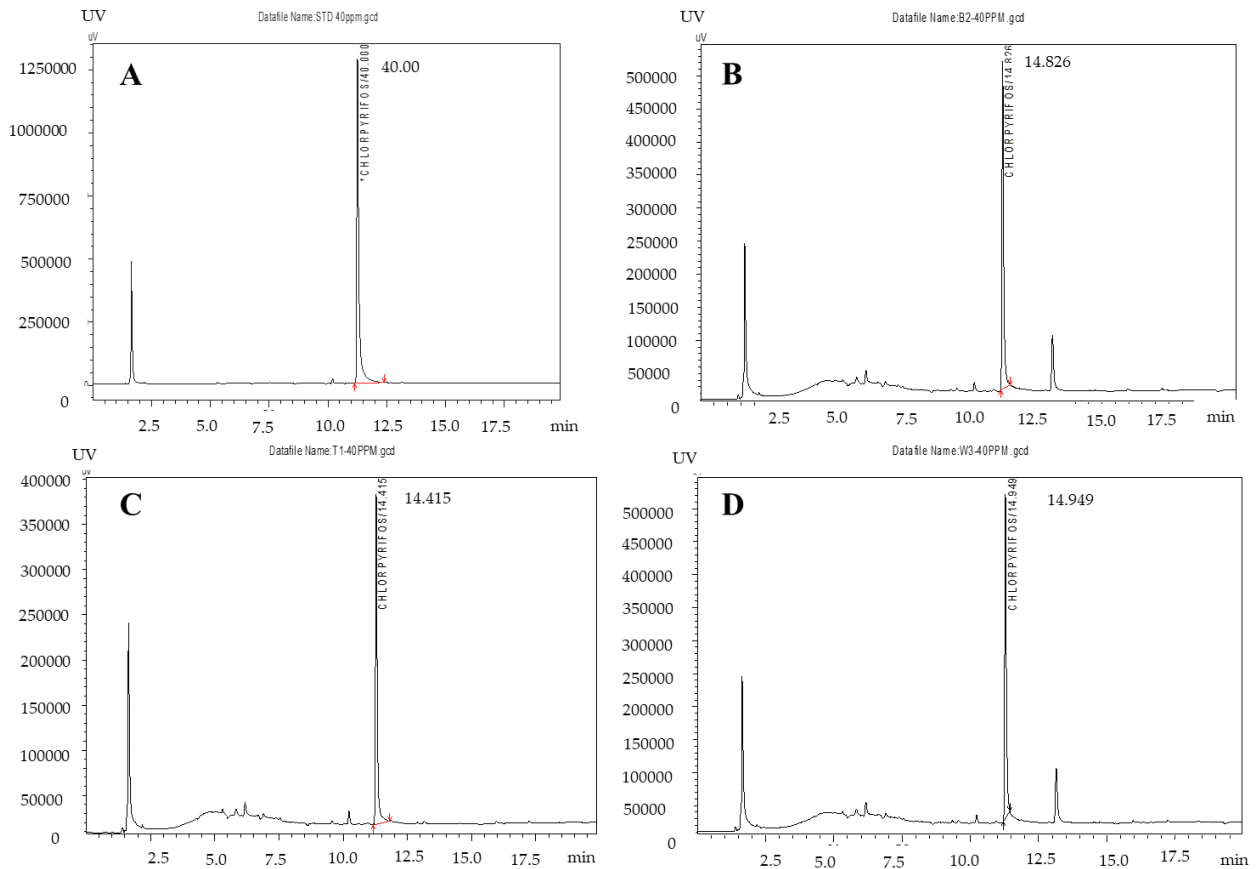 UV
Datafile Name:STD 40ppm.gcd
uV
A
*CHLORPYRIFOS/40.000
40.00
1250000
1000000
750000
500000
250000
0
0
2.5 5.0 7.5 10.0 12.5 15.0 17.5 min
UV
Datafile Name:B2-40PPM.gcd
uV
B
CHLORPYRIFOS/14.826
14.826
500000
450000
400000
350000
300000
250000
200000
150000
100000
50000
0
2.5 5.0 7.5 10.0 12.5 15.0 17.5 min
UV
Datafile Name:T1-40PPM.gcd
uV
C
CHLORPYRIFOS/14.415
14.415
400000
350000
300000
250000
200000
150000
100000
50000
0
2.5 5.0 7.5 10.0 12.5 15.0 17.5 min
UV
Datafile Name:W3-40PPM.gcd
D
CHLORPYRIFOS/14.949
14.949
500000
450000
400000
350000
300000
250000
200000
150000
100000
50000
0
2.5 5.0 7.5 10.0 12.5 15.0 17.5 min